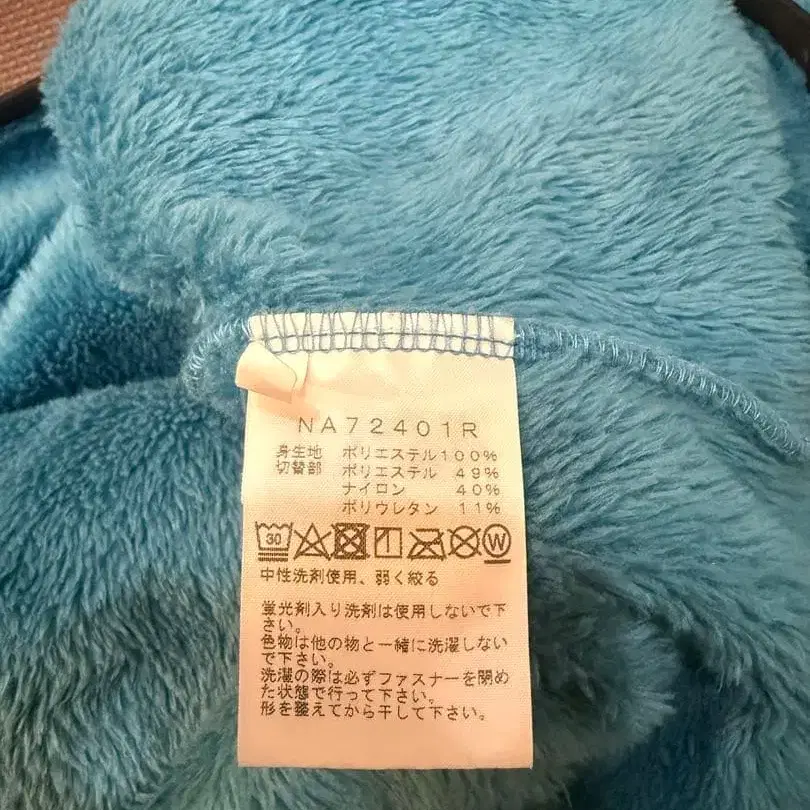 NA72401R
身生地 ポリエステル100%
切替部 ポリエステル 49%
ナイロン 40%
ポリウレタン 11%
30 W
中性洗剤使用、弱く絞る
蛍光剤入り洗剤は使用しないで下
さい。
色物は他の物と一緒に洗濯しない
で下さい。
洗濯の際は必ずファスナーを閉め
た状態で行って下さい。
形を整えてから干して下さい。